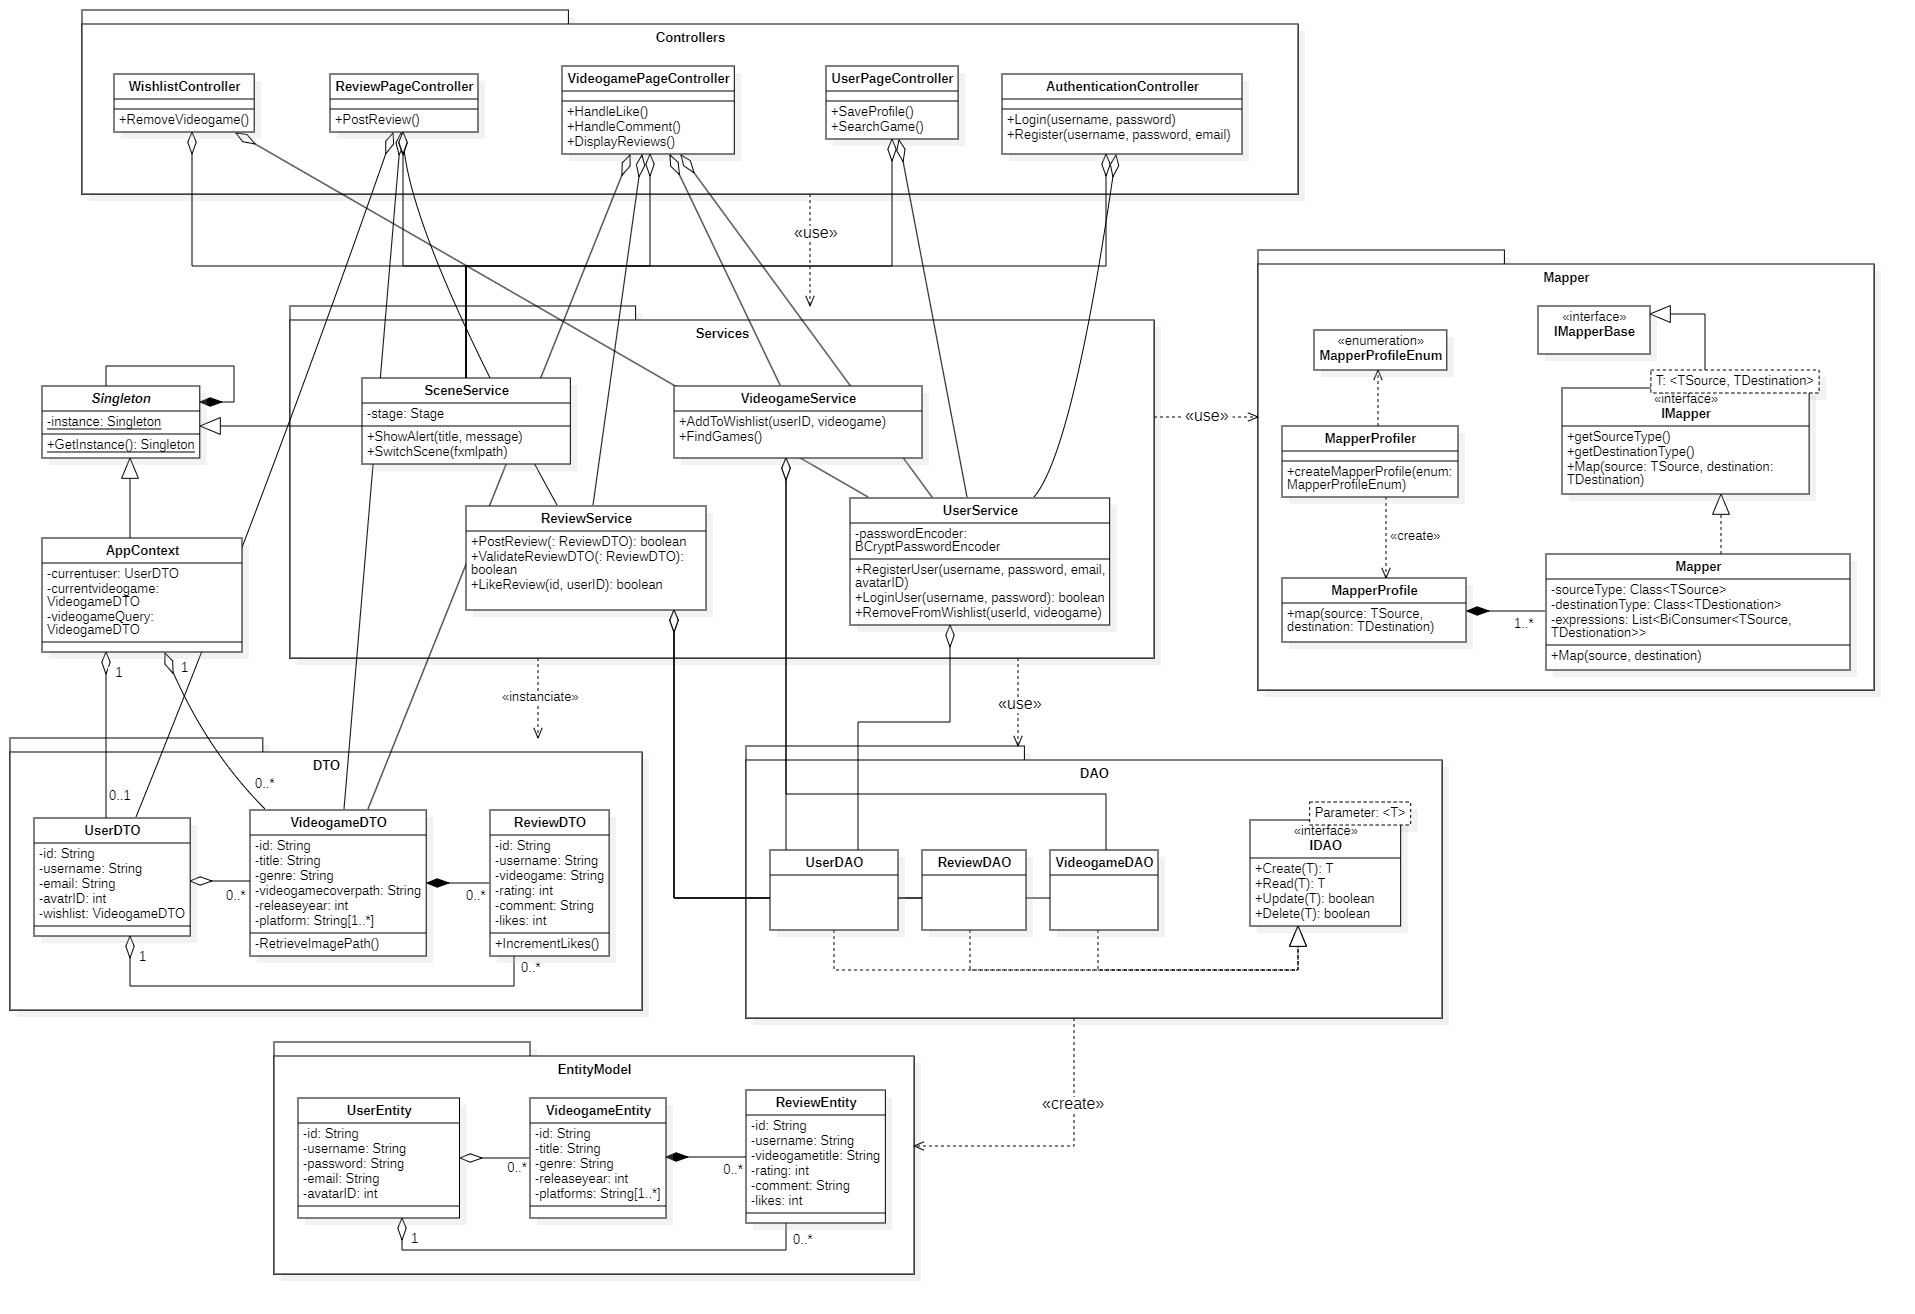 Controllers
WishlistController
+RemoveVideogame()
ReviewPageController
+PostReview()
VideogamePageController
+HandleLike()
+HandleComment()
+DisplayReviews()
UserPageController
+SaveProfile()
+SearchGame()
AuthenticationController
+Login(username, password)
+Register(username, password, email)
«use»
Services
SceneService
-stage: Stage
+ShowAlert(title, message)
+SwitchScene(fxmlpath)
VideogameService
+AddToWishlist(userID, videogame)
+FindGames()
ReviewService
+PostReview(: ReviewDTO): boolean
+ValidateReviewDTO(: ReviewDTO):
boolean
+LikeReview(id, userID): boolean
UserService
-passwordEncoder:
BCryptPasswordEncoder
+RegisterUser(username, password, email,
avatarID)
+LoginUser(username, password): boolean
+RemoveFromWishlist(userId, videogame)
Singleton
-instance: Singleton
+GetInstance(): Singleton
AppContext
-currentuser: UserDTO
-currentvideogame:
VideogameDTO
-videogameQuery:
VideogameDTO
1
1
0..1
0..*
«use»
Mapper
«interface»
IMapperBase
«enumeration»
MapperProfileEnum
T: <TSource, TDestination>
«interface»
IMapper
+getSourceType()
+getDestinationType()
+Map(source: TSource, destination:
TDestination)
MapperProfiler
+createMapperProfile(enum:
MapperProfileEnum)
«create»
MapperProfile
+map(source: TSource,
destination: TDestination)
1..*
Mapper
-sourceType: Class<TSource>
-destinationType: Class<TDestionation>
-expressions: List<BiConsumer<TSource,
TDestionation>>
+Map(source, destination)
«instanciate»
«use»
DTO
UserDTO
-id: String
-username: String
-email: String
-avatrID: int
-wishlist: VideogameDTO
0..*
1
VideogameDTO
-id: String
-title: String
-genre: String
-videogamecoverpath: String
-releaseyear: int
-platform: String[1..*]
-RetrieveImagePath()
0..*
ReviewDTO
-id: String
-username: String
-videogame: String
-rating: int
-comment: String
-likes: int
+IncrementLikes()
0..*
DAO
UserDAO
ReviewDAO
VideogameDAO
Parameter: <T>
«interface»
IDAO
+Create(T): T
+Read(T): T
+Update(T): boolean
+Delete(T): boolean
«create»
EntityModel
UserEntity
-id: String
-username: String
-password: String
-email: String
-avatarID: int
0..*
1
VideogameEntity
-id: String
-title: String
-genre: String
-releaseyear: int
-platforms: String[1..*]
0..*
ReviewEntity
-id: String
-username: String
-videogametitle: String
-rating: int
-comment: String
-likes: int
0..*